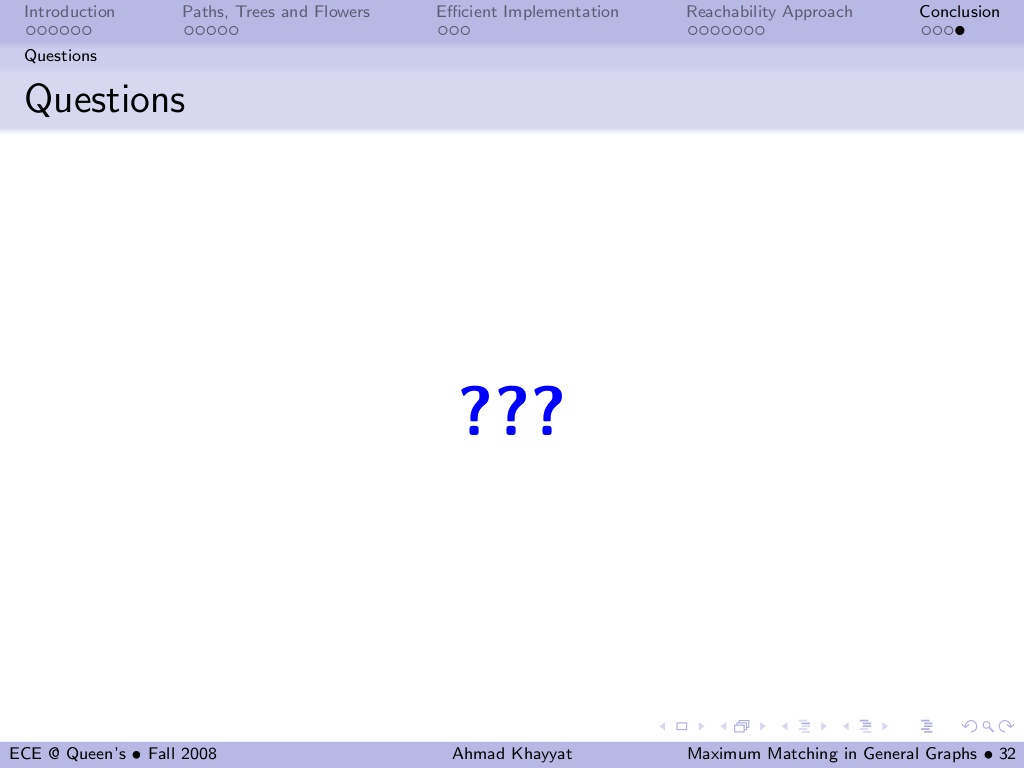 Introduction Paths, Trees and Flowers Efficient Implementation Reachability Approach Conclusion
Questions
Questions
???
ECE @ Queen's • Fall 2008 Ahmad Khayyat Maximum Matching in General Graphs • 32